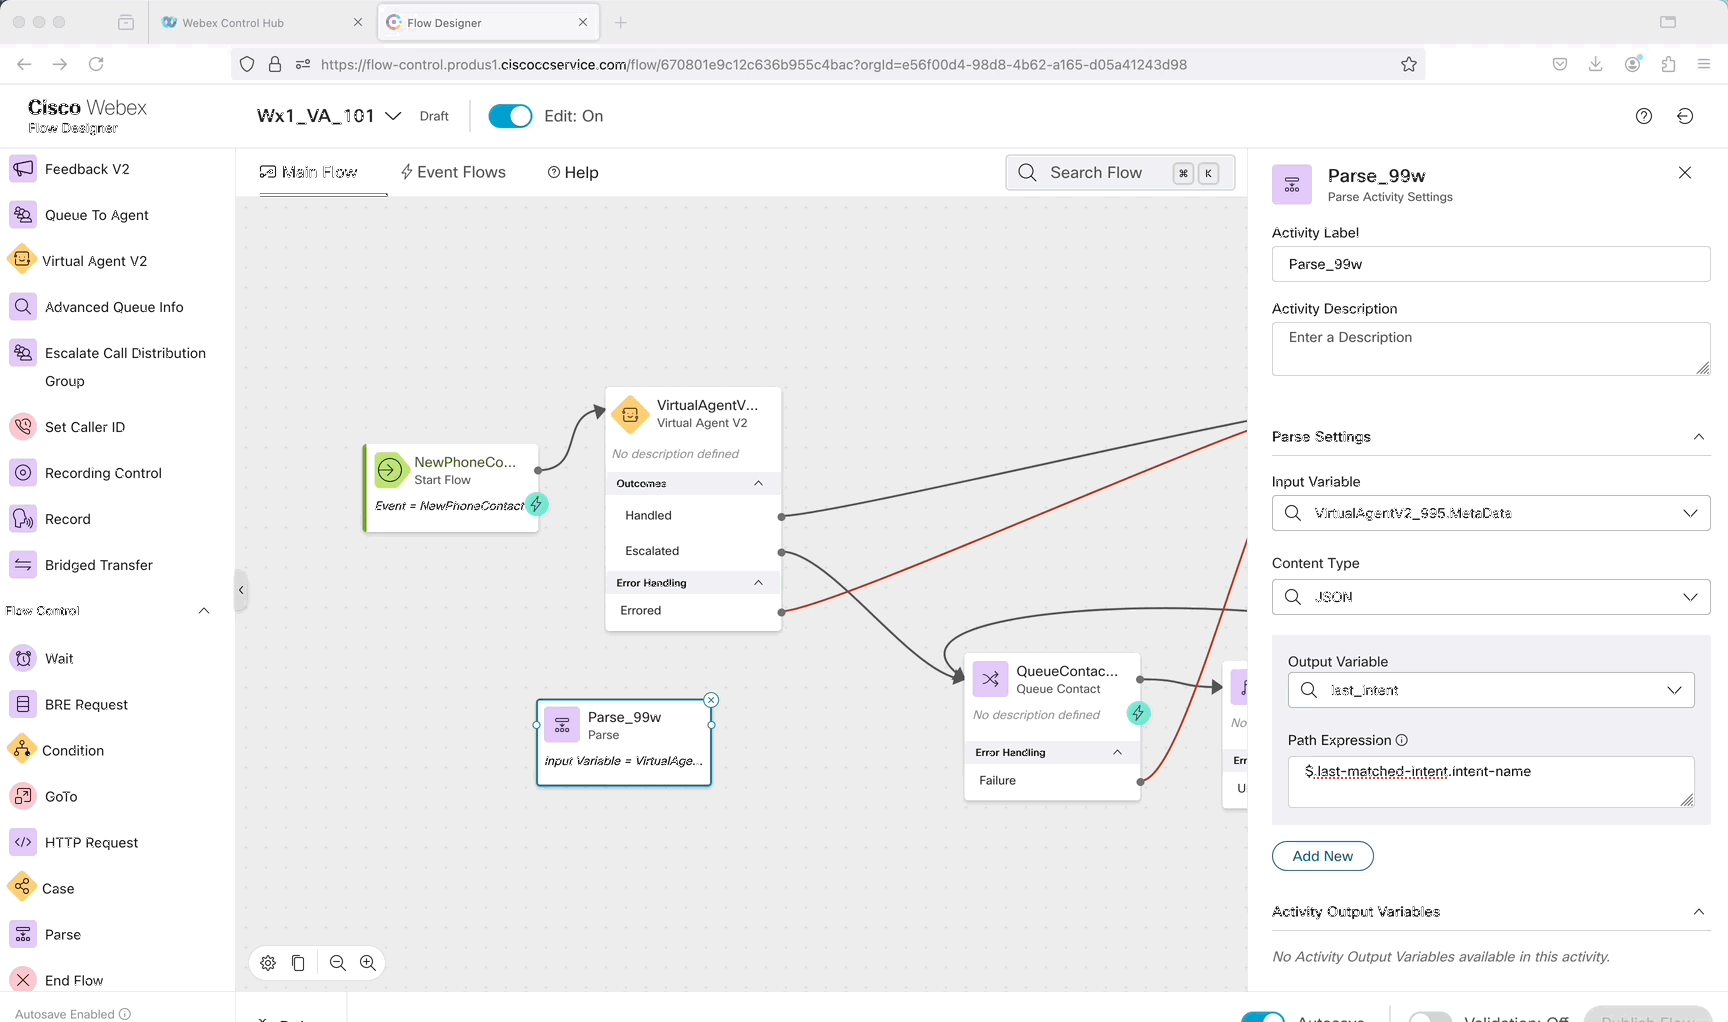 Webex Control Hub
Flow Designer
https://flow-control.produs1.ciscoccservice.com/flow/670801e9c12c636b955c4bac?orgId=e56f00d4-98d8-4b62-a165-d05a41243d98
Cisco Webex
Flow Designer
Wx1_VA_101
Draft
Edit: On
Feedback V2
Queue To Agent
Virtual Agent V2
Advanced Queue Info
Escalate Call Distribution
Group
Set Caller ID
Recording Control
Record
Bridged Transfer
Flow Control
Wait
BRE Request
Condition
GoTo
HTTP Request
Case
Parse
End Flow
Autosave Enabled
Main Flow
Event Flows
Help
Search Flow
⌘ K
NewPhoneCo...
Start Flow
Event = NewPhoneContact
VirtualAgentV...
Virtual Agent V2
No description defined
Outcomes
Handled
Escalated
Error Handling
Errored
Parse_99w
Parse
Input Variable = VirtualAge...
QueueContac...
Queue Contact
No description defined
Error Handling
Failure
No
Err
U
Parse_99w
Parse Activity Settings
Activity Label
Parse_99w
Activity Description
Enter a Description
Parse Settings
Input Variable
VirtualAgentV2_995.MetaData
Content Type
JSON
Output Variable
last_intent
Path Expression
$.last-matched-intent.intent-name
Add New
Activity Output Variables
No Activity Output Variables available in this activity.
Autosave
Validation: Off
Publish Flow